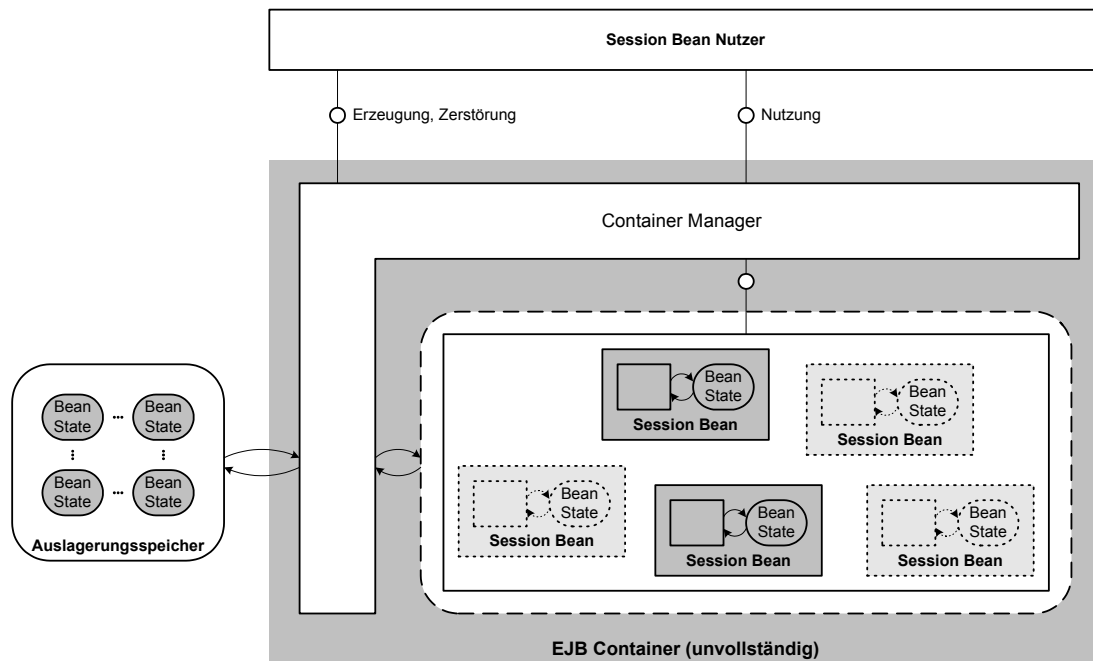 Session Bean Nutzer
Erzeugung, Zerstörung
Nutzung
Container Manager
Bean
State
Session Bean
Bean
State
Session Bean
Bean
State
...
Bean
State
...
...
Bean
State
...
Bean
State
Auslagerungsspeicher
Bean
State
Session Bean
Bean
State
Session Bean
Bean
State
Session Bean
EJB Container (unvollständig)